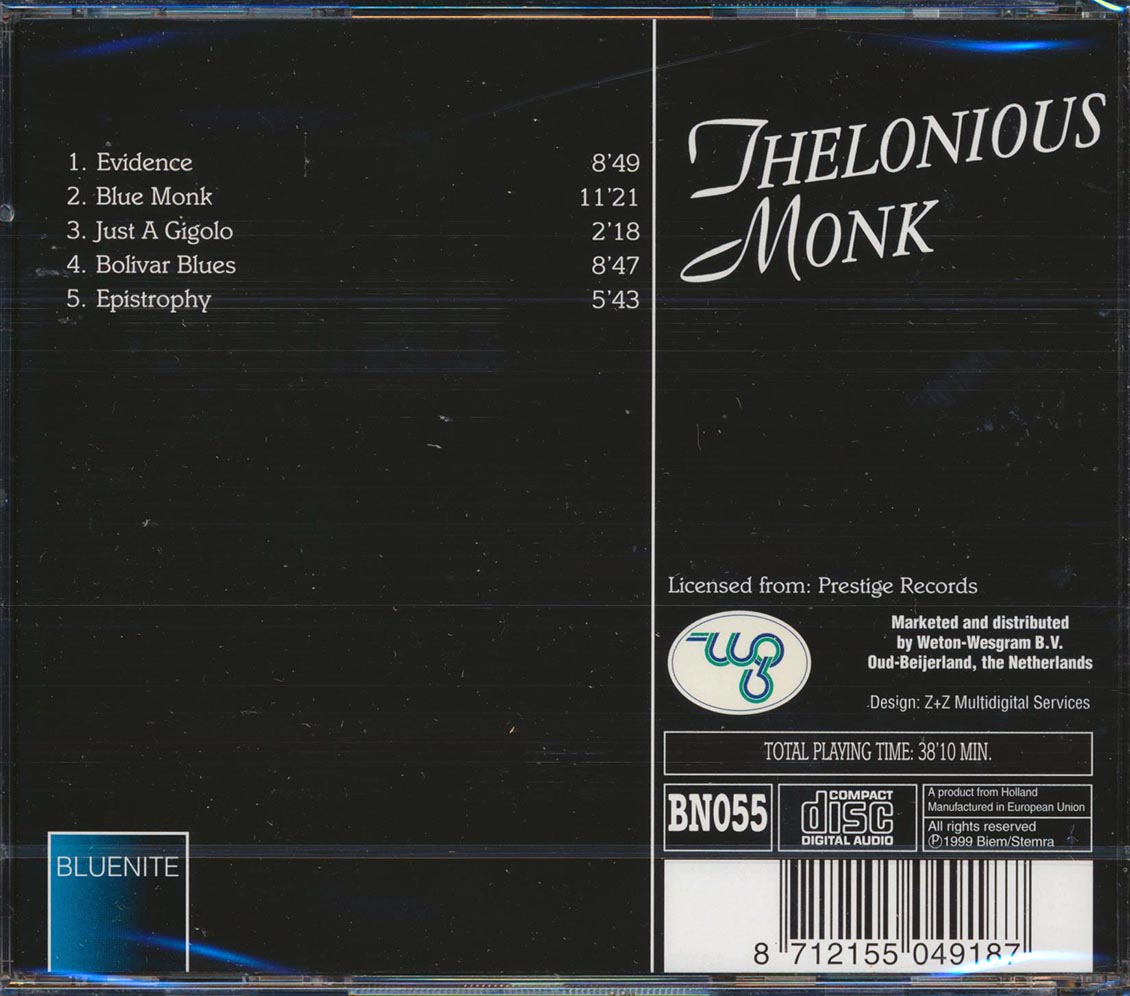 1. Evidence 8'49
2. Blue Monk 11'21
3. Just A Gigolo 2'18
4. Bolivar Blues 8'47
5. Epistrophy 5'43
THELONIOUS
MONK
Licensed from: Prestige Records
Marketed and distributed
by Weton-Wesgram B.V.
Oud-Beijerland, the Netherlands
Design: Z+Z Multidigital Services
TOTAL PLAYING TIME: 38'10 MIN.
BN055
COMPACT
disc
DIGITAL AUDIO
A product from Holland
Manufactured in European Union
All rights reserved
℗1999 Biem/Stemra
BLUENITE
8 712155 049187